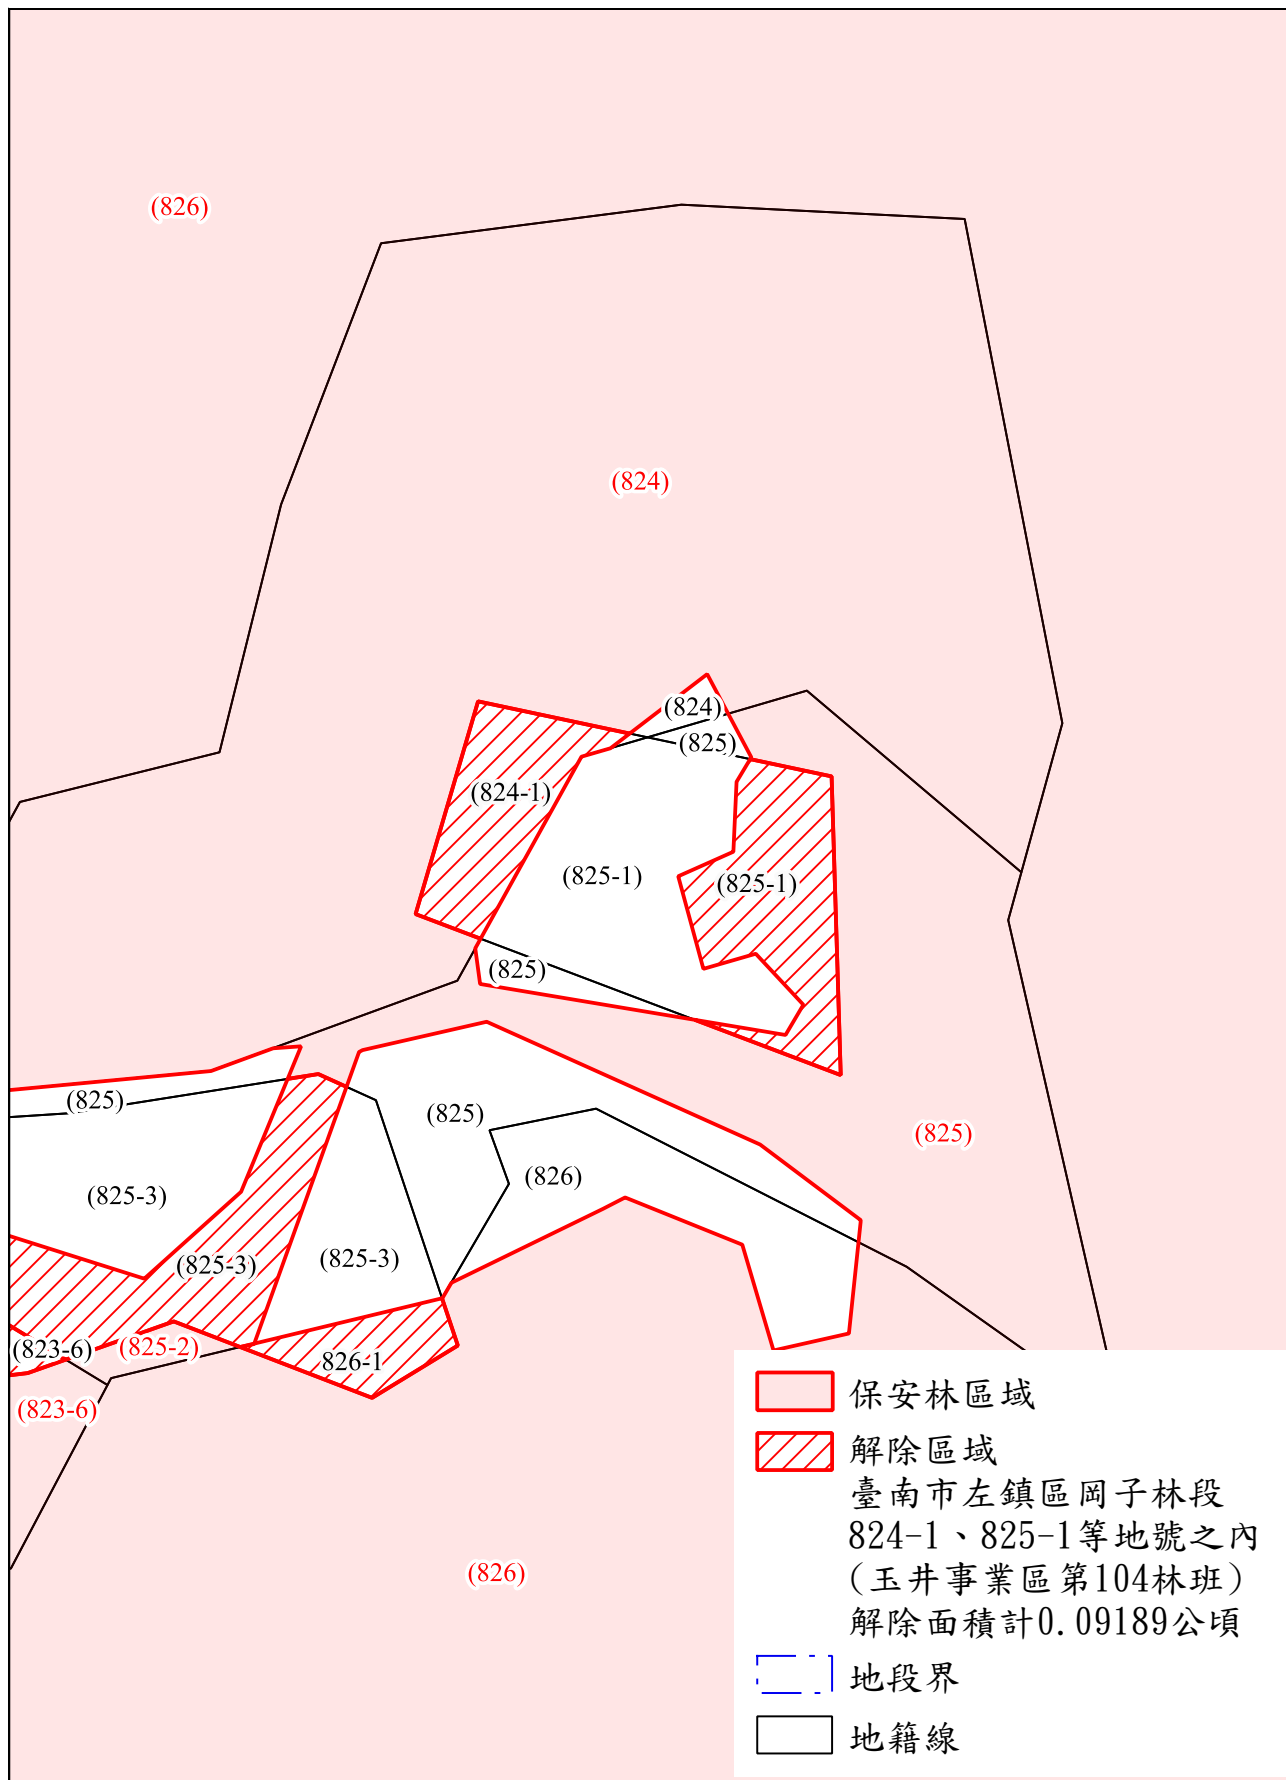 (826)
(824)
(824)
(825)
(824-1)
(825-1)
(825-1)
(825)
(825)
(825)
(825)
(826)
(825-3)
(825-3)
(825-3)
(823-6)
(825-2)
826-1
(823-6)
(826)
保安林區域
解除區域
臺南市左鎮區岡子林段
824-1、825-1等地號之內
(玉井事業區第104林班)
解除面積計0.09189公頃
地段界
地籍線